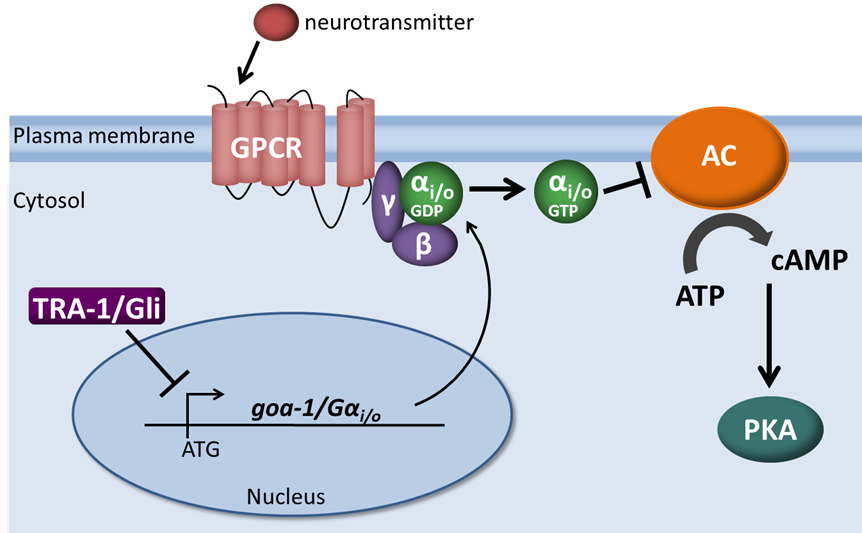 neurotransmitter
Plasma membrane
GPCR
AC
Cytosol
γ
αi/o
GDP
β
αi/o
GTP
ATP
cAMP
TRA-1/Gli
goa-1/Gαi/o
ATG
PKA
Nucleus